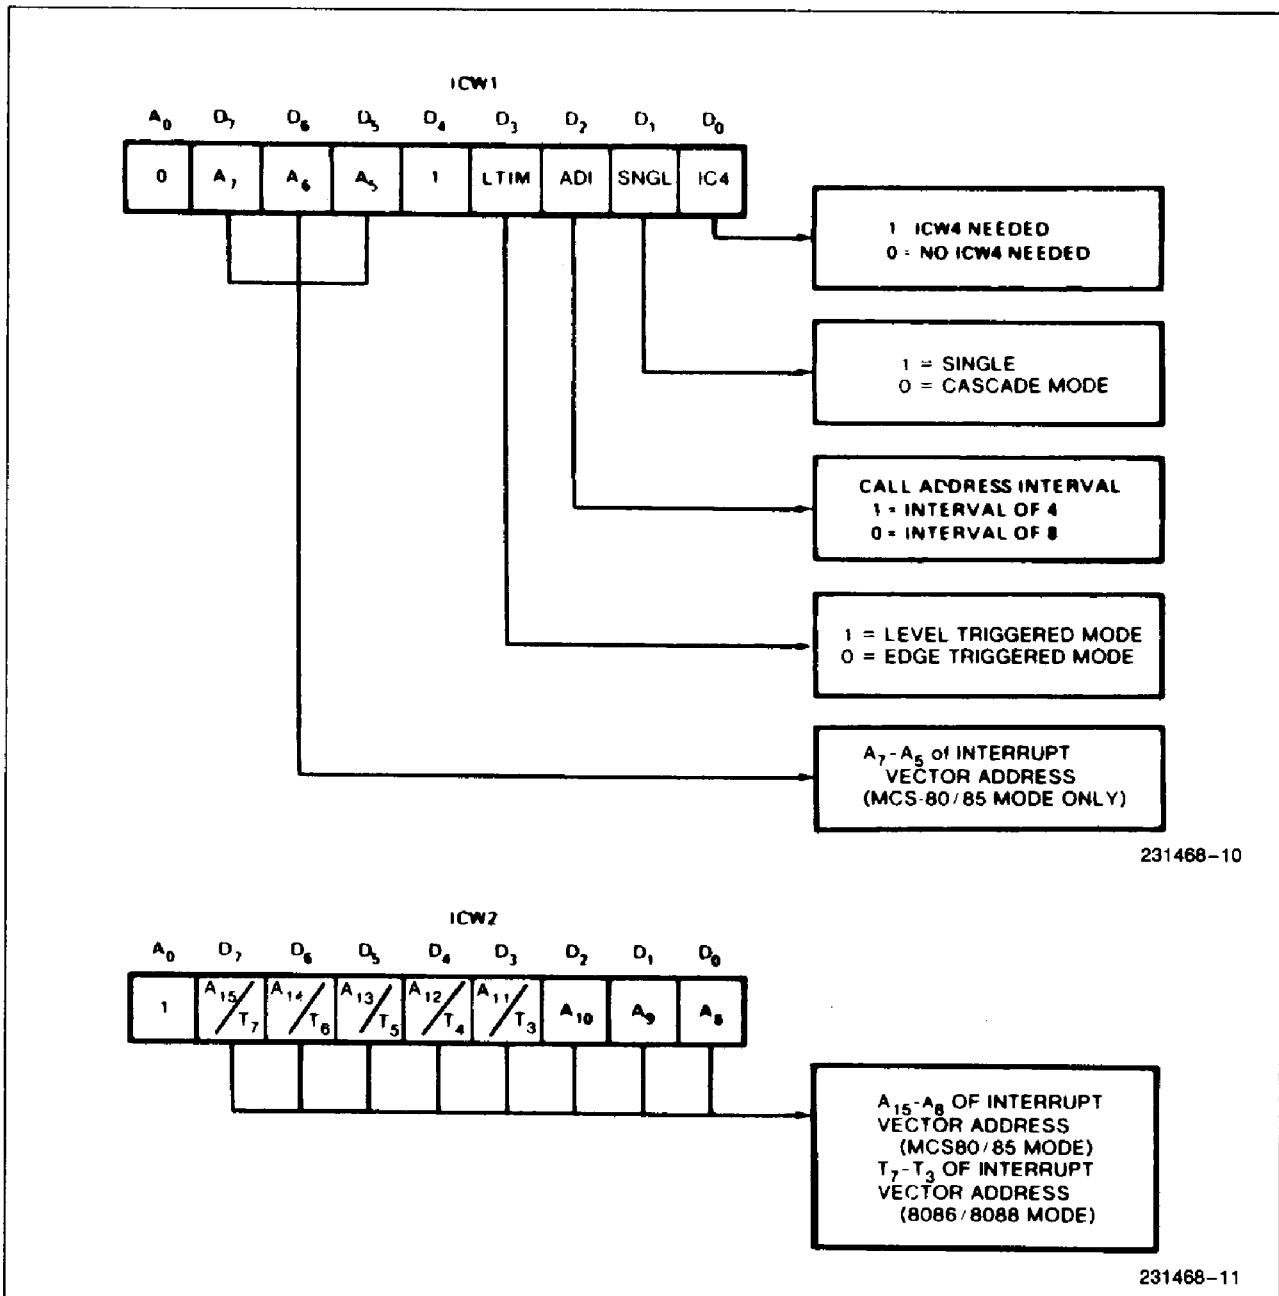 ICW1
A0 D7 D6 D5 D4 D3 D2 D1 D0
0 A7 A6 A5 1 LTIM ADI SNGL IC4
1 ICW4 NEEDED
0 = NO ICW4 NEEDED
1 = SINGLE
0 = CASCADE MODE
CALL ADDRESS INTERVAL
1 = INTERVAL OF 4
0 = INTERVAL OF 8
1 = LEVEL TRIGGERED MODE
0 = EDGE TRIGGERED MODE
A7-A5 of INTERRUPT
VECTOR ADDRESS
(MCS-80/85 MODE ONLY)
231468-10
ICW2
A0 D7 D6 D5 D4 D3 D2 D1 D0
1 A15/T7 A14/T6 A13/T5 A12/T4 A11/T3 A10 A9 A8
A15-A8 OF INTERRUPT
VECTOR ADDRESS
(MCS80/85 MODE)
T7-T3 OF INTERRUPT
VECTOR ADDRESS
(8086/8088 MODE)
231468-11